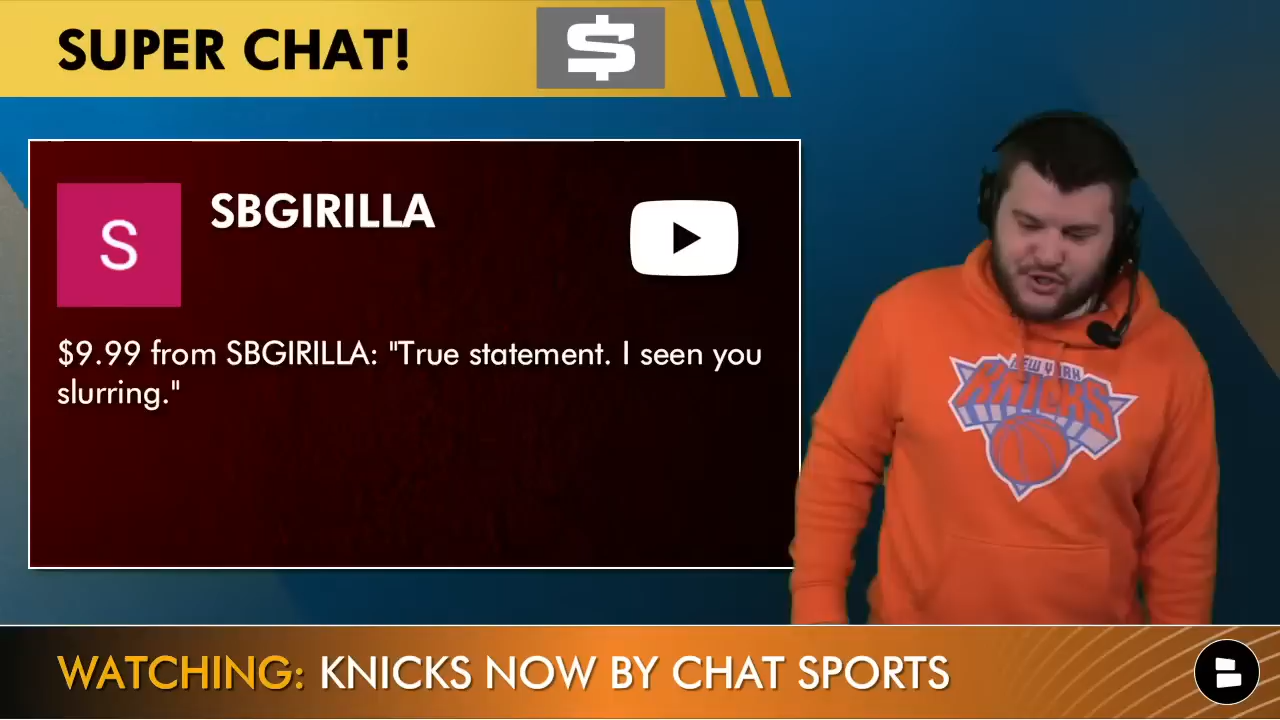 SUPER CHAT!
$
S
SBGIRILLA
$9.99 from SBGIRILLA: "True statement. I seen you
slurring."
NEW YORK
KNICKS
WATCHING: KNICKS NOW BY CHAT SPORTS